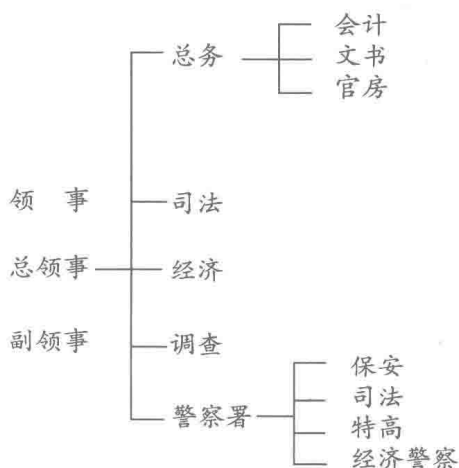 会计
总务
文书
官房
领 事
司法
总领事
经济
副领事
调查
保安
警察署
司法
特高
经济警察